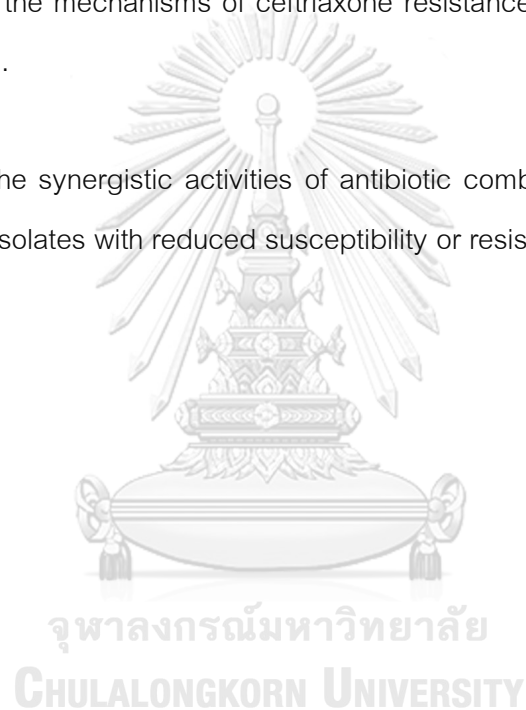 the mechanisms of ceftriaxone resistance
.
he synergistic activities of antibiotic comb
solates with reduced susceptibility or resis
จุฬาลงกรณ์มหาวิทยาลัย
CHULALONGKORN UNIVERSITY